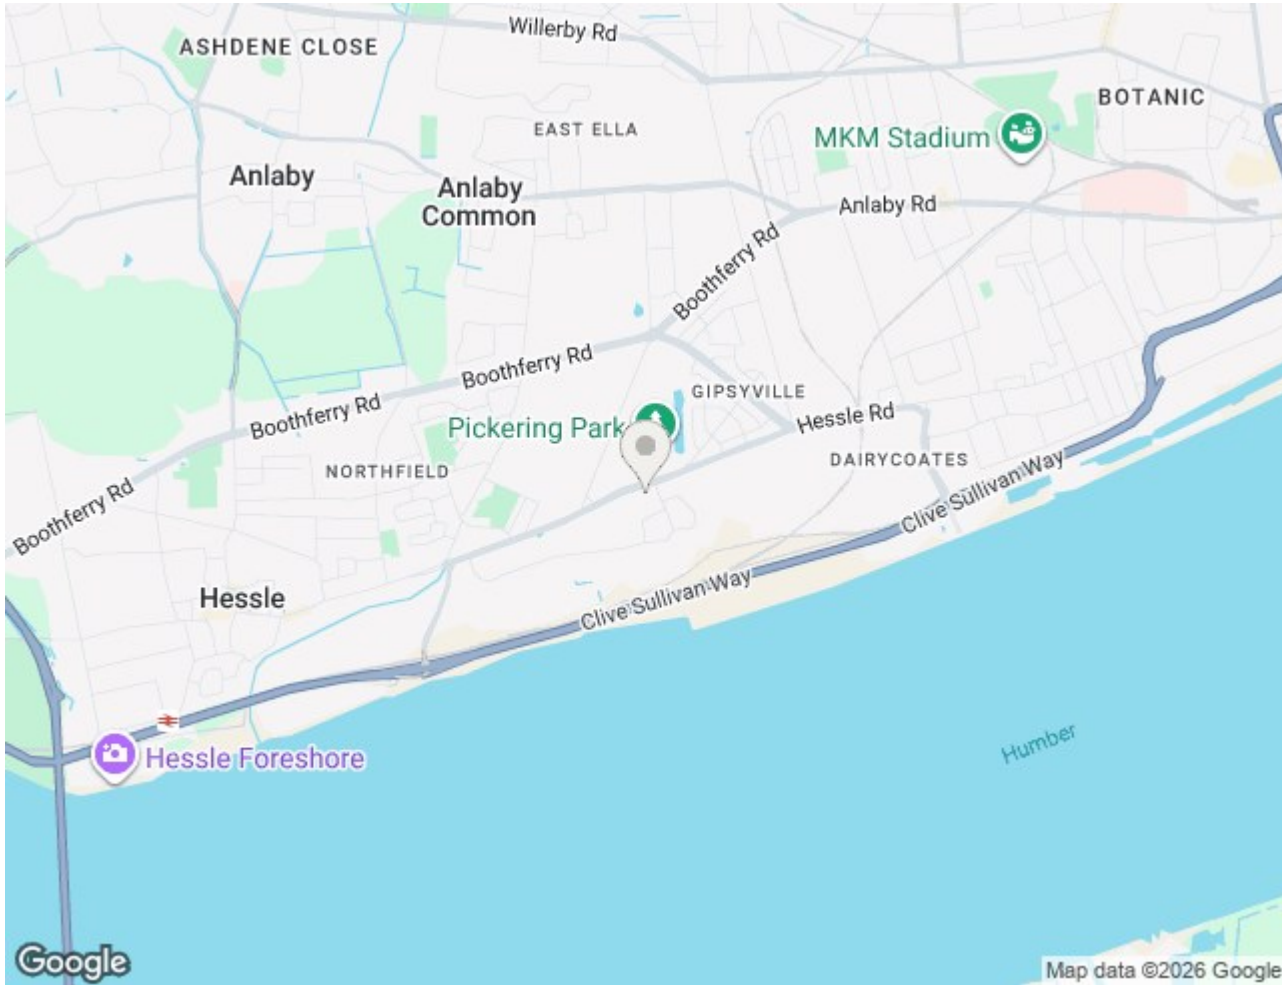 Willerby Rd
ASHDENE CLOSE
BOTANIC
EAST ELLA
MKM Stadium
Anlaby
Anlaby
Common
Anlaby Rd
Boothferry Rd
Boothferry Rd
GIPSYVILLE
Boothferry Rd
Hessle Rd
Pickering Park
NORTHFIELD
DAIRYCOATES
Clive Sullivan Way
Boothferry Rd
Hessle
Clive Sullivan Way
Humber
Hessle Foreshore
Google
Map data ©2026 Google